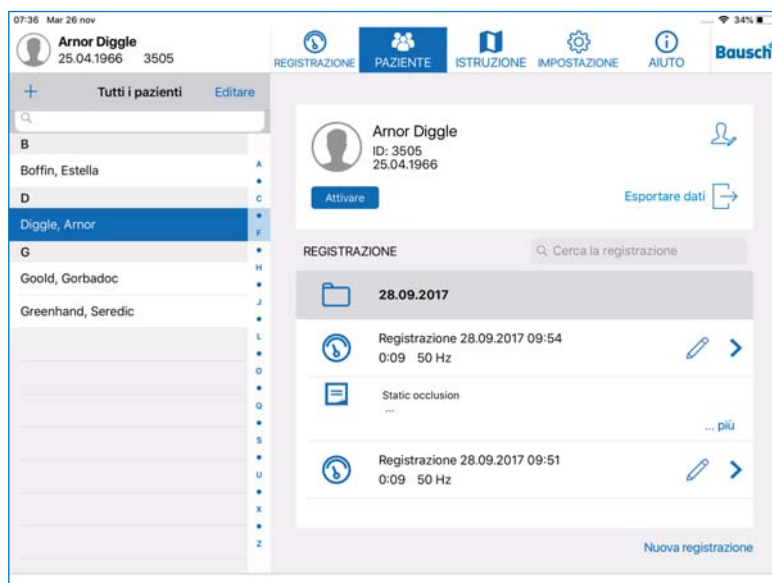 07:36 Mar 26 nov
34%
Arnor Diggle
25.04.1966 3505
REGISTRAZIONE
PAZIENTE
ISTRUZIONE
IMPOSTAZIONE
AIUTO
Bausch
+ Tutti i pazienti Editare
B
Boffin, Estella
D
Diggle, Arnor
G
Goold, Gorbadoc
Greenhand, Seredic
A
C
F
H
J
L
O
Q
S
U
X
Z
Arnor Diggle
ID: 3505
25.04.1966
Attivare
Esportare dati
REGISTRAZIONE
Cerca la registrazione
28.09.2017
Registrazione 28.09.2017 09:54
0:09 50 Hz
Static occlusion
...
... più
Registrazione 28.09.2017 09:51
0:09 50 Hz
Nuova registrazione